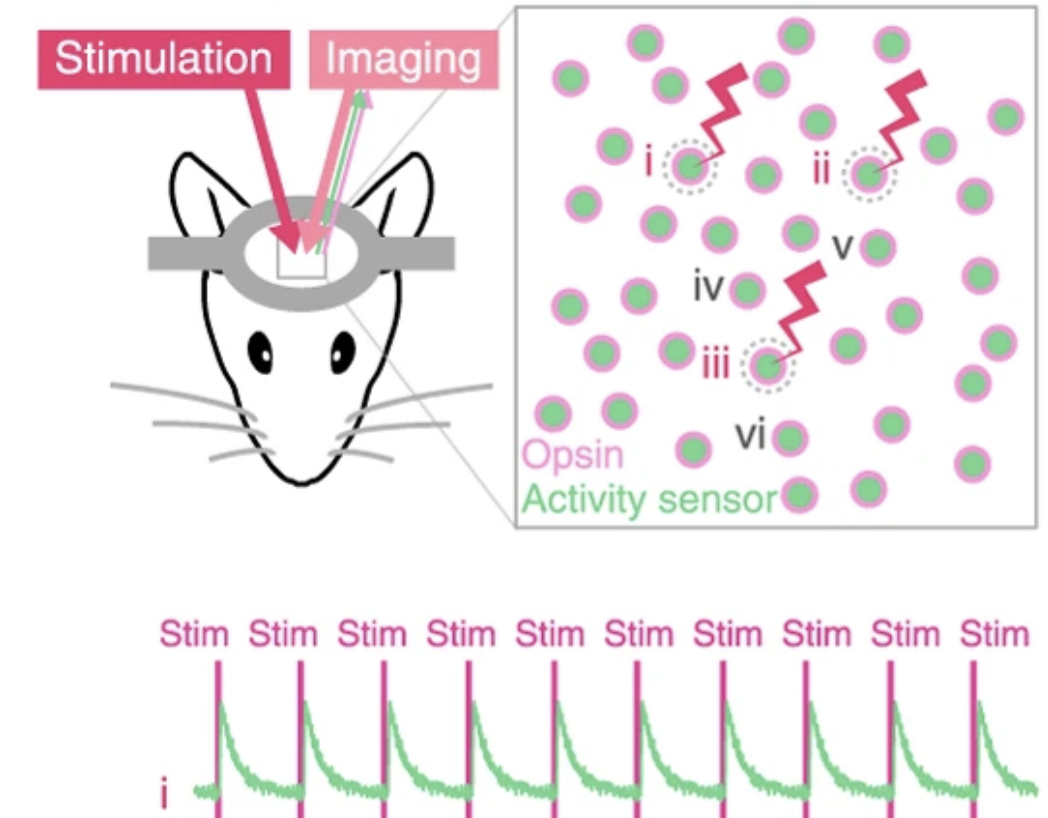 Stimulation Imaging
i
ii
v
iv
iii
vi
Opsin
Activity sensor
Stim Stim Stim Stim Stim Stim Stim Stim Stim Stim
i